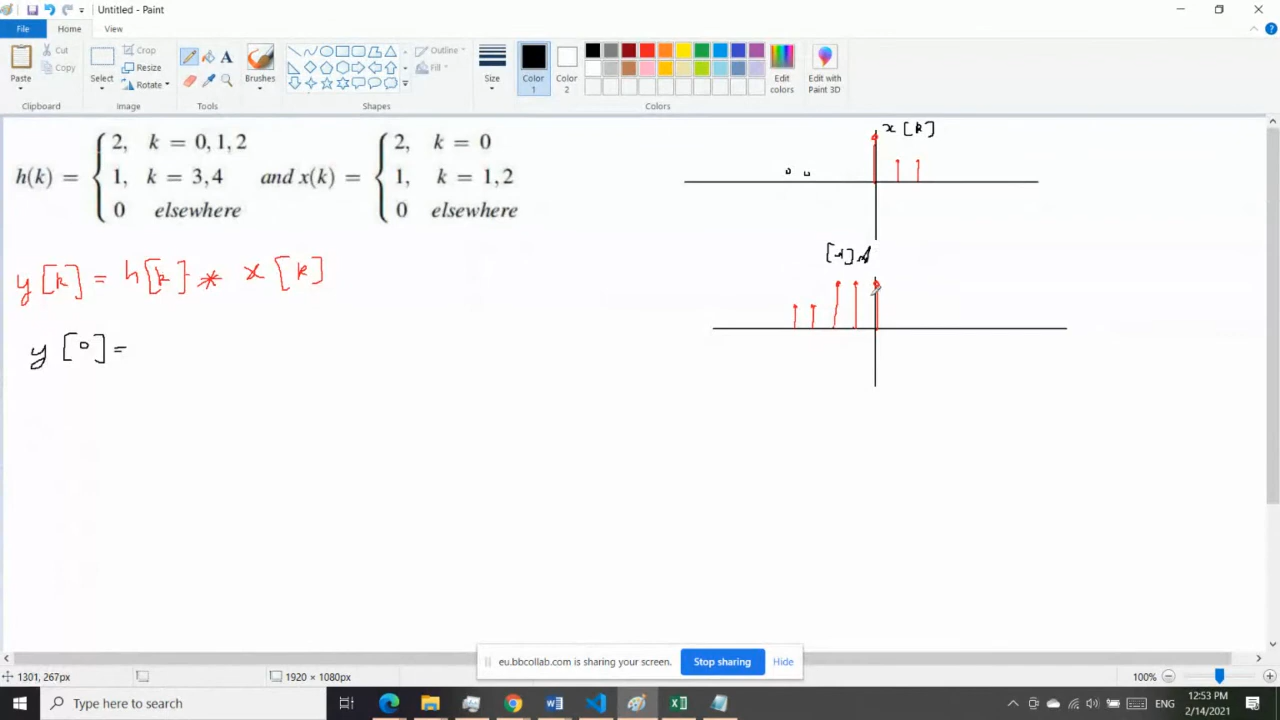 Untitled - Paint
File Home View
Paste
Cut
Copy
Clipboard
Select
Crop
Resize
Rotate
Image
A
Tools
Brushes
Shapes
Outline
Fill
Size
Color 1
Color 2
Colors
Edit colors
Edit with Paint 3D
h(k) = { 2, k = 0,1,2
1, k = 3,4
0 elsewhere
and x(k) = { 2, k = 0
1, k = 1,2
0 elsewhere
x[k]
y[k] = h[k] * x[k]
y[0] =
eu.bbcollab.com is sharing your screen.
Stop sharing
Hide
1301, 267px
1920 × 1080px
100%
Type here to search
ENG
12:53 PM
2/14/2021